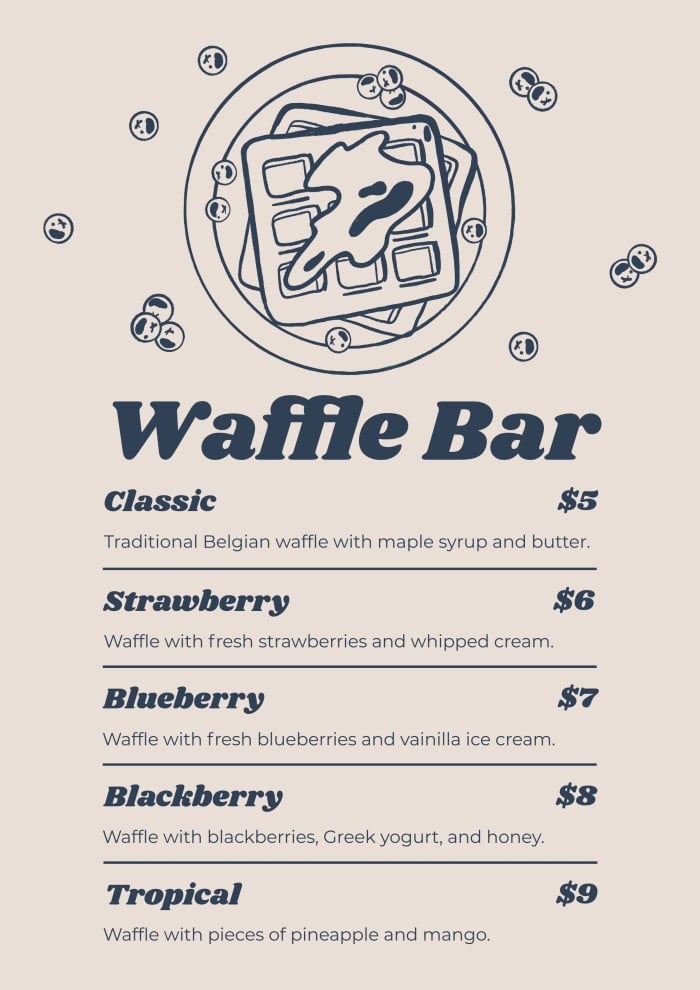 Waffle Bar
Classic $5
Traditional Belgian waffle with maple syrup and butter.
Strawberry $6
Waffle with fresh strawberries and whipped cream.
Blueberry $7
Waffle with fresh blueberries and vainilla ice cream.
Blackberry $8
Waffle with blackberries, Greek yogurt, and honey.
Tropical $9
Waffle with pieces of pineapple and mango.